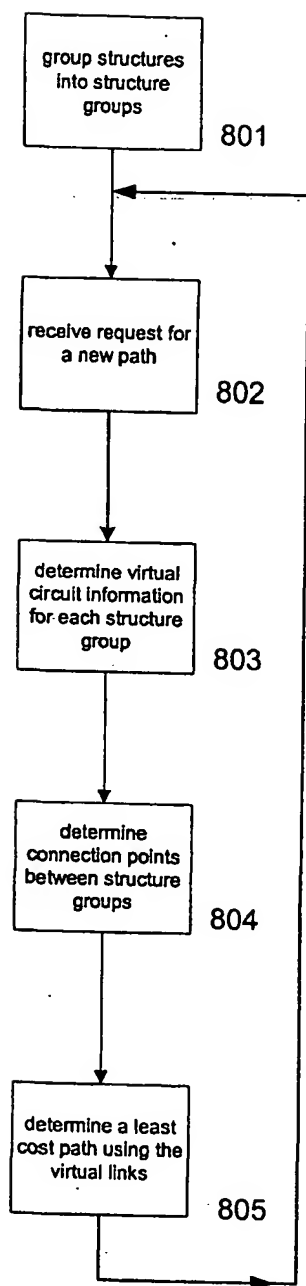 group structures
into structure
groups
801
receive request for
a new path
802
determine virtual
circuit information
for each structure
group
803
determine
connection points
between structure
groups
804
determine a least
cost path using the
virtual links
805